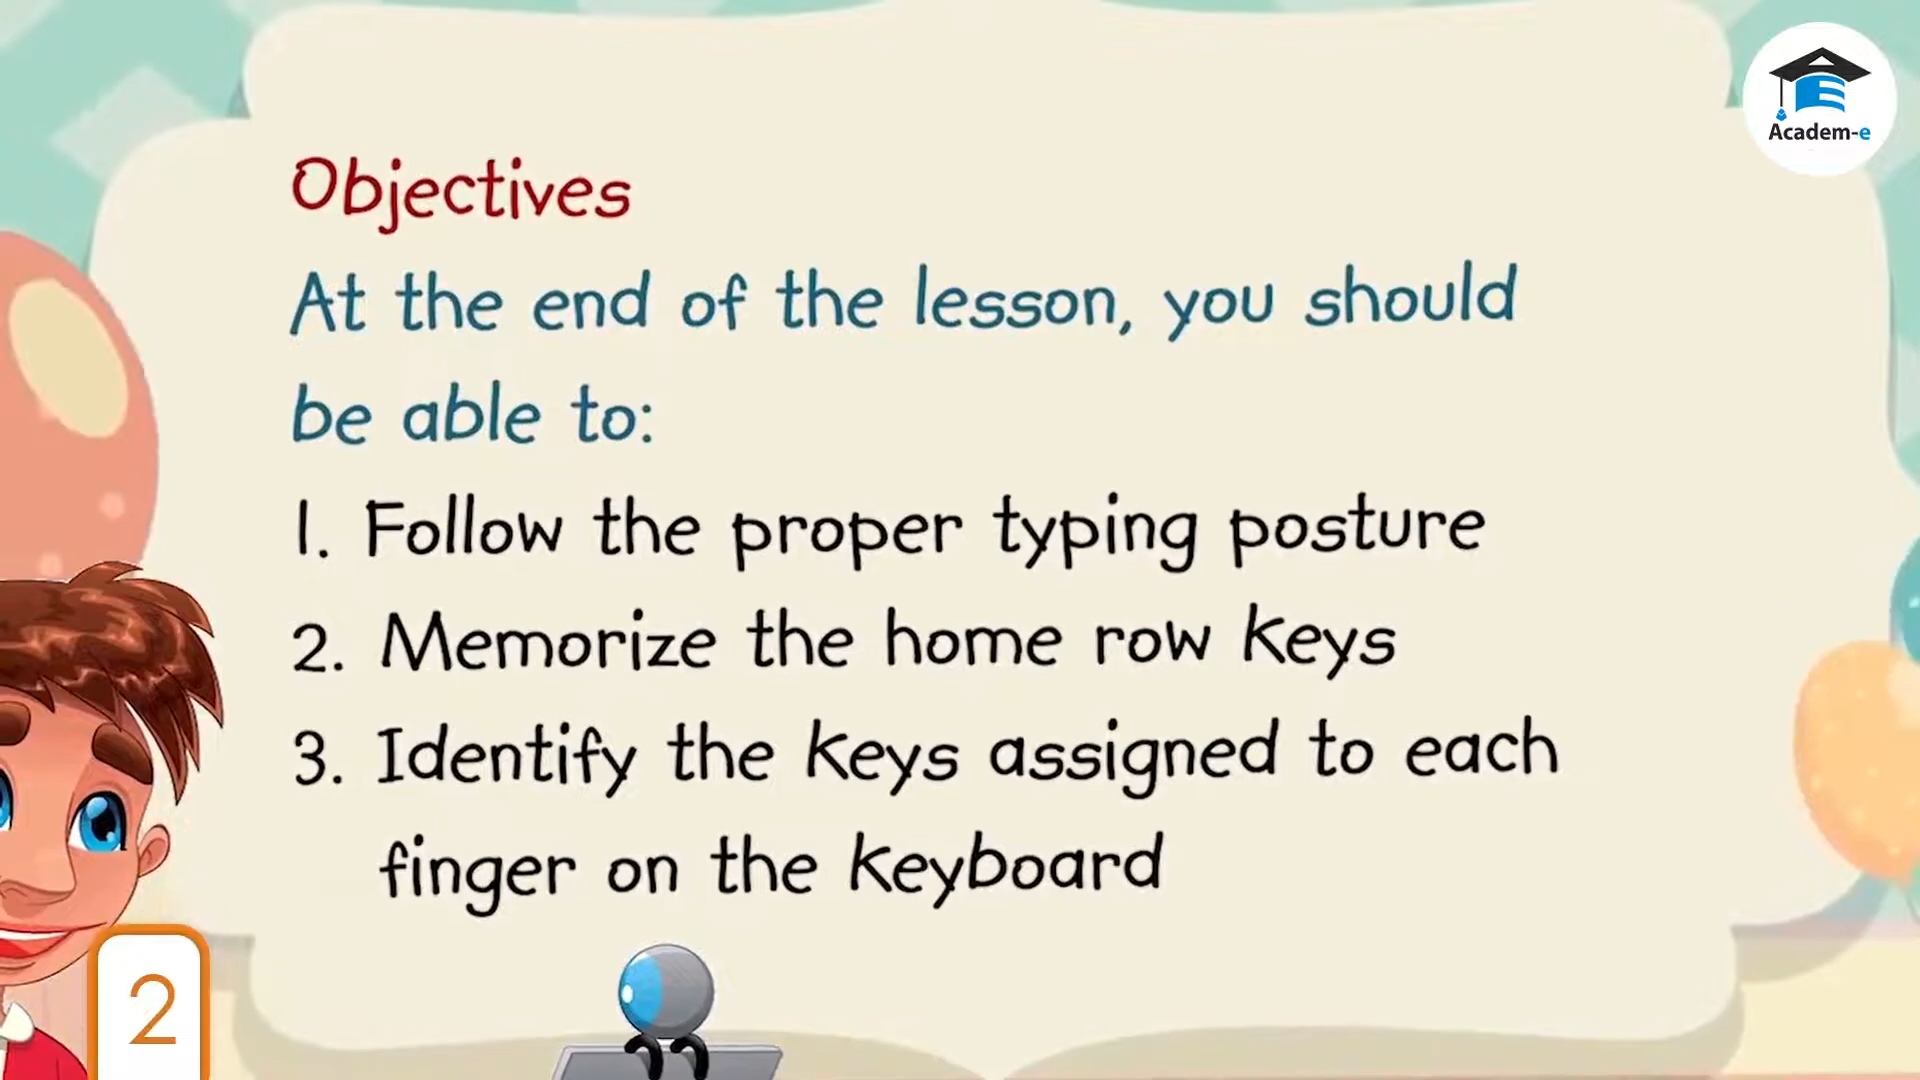 Academ-e
Objectives
At the end of the lesson, you should
be able to:
1. Follow the proper typing posture
2. Memorize the home row keys
3. Identify the keys assigned to each
finger on the keyboard
2